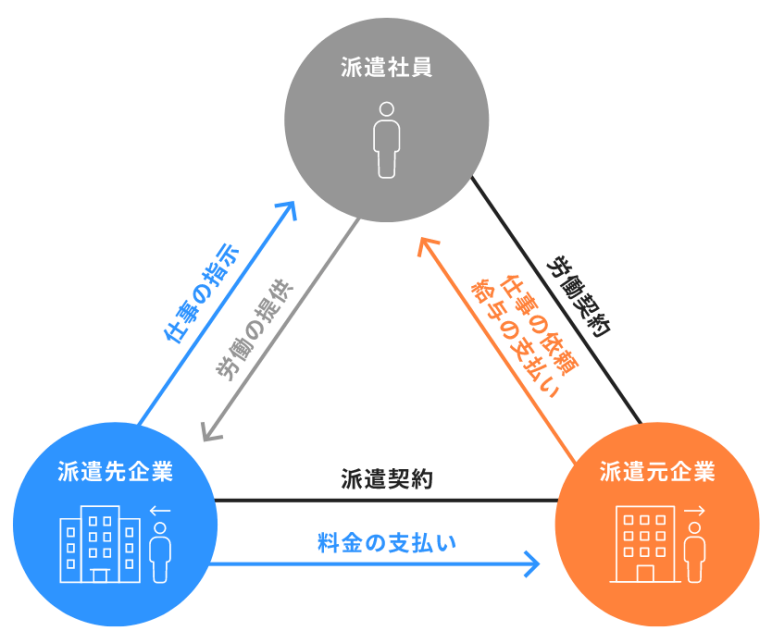 派遣社員
仕事の指示
労働の提供
仕事の依頼
給与の支払い
労働契約
派遣先企業
派遣契約
料金の支払い
派遣元企業